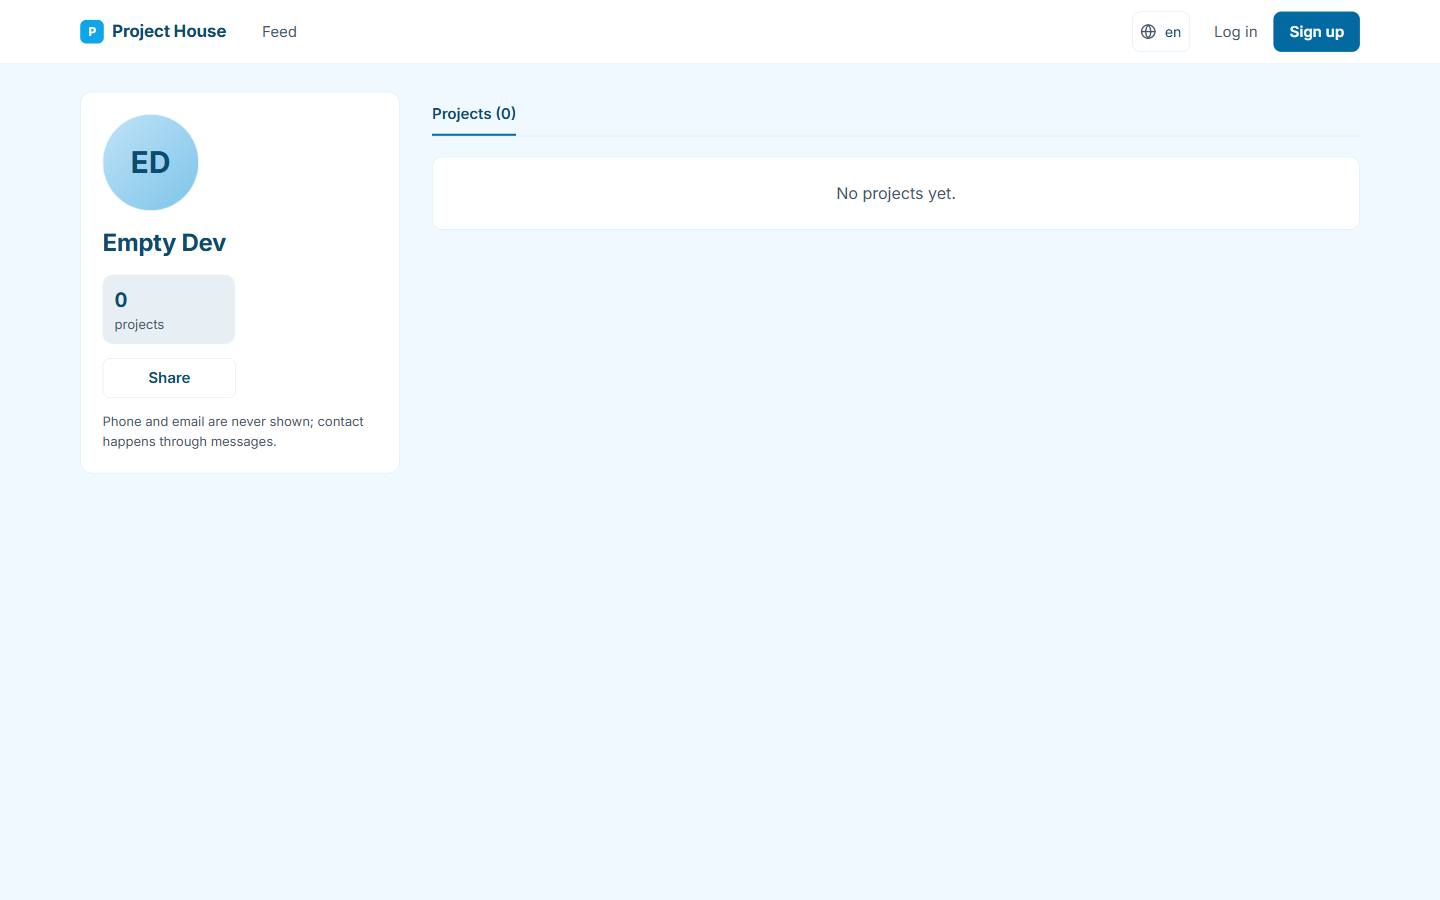 P Project House
Feed
en
Log in
Sign up
ED
Empty Dev
0
projects
Share
Phone and email are never shown; contact
happens through messages.
Projects (0)
No projects yet.